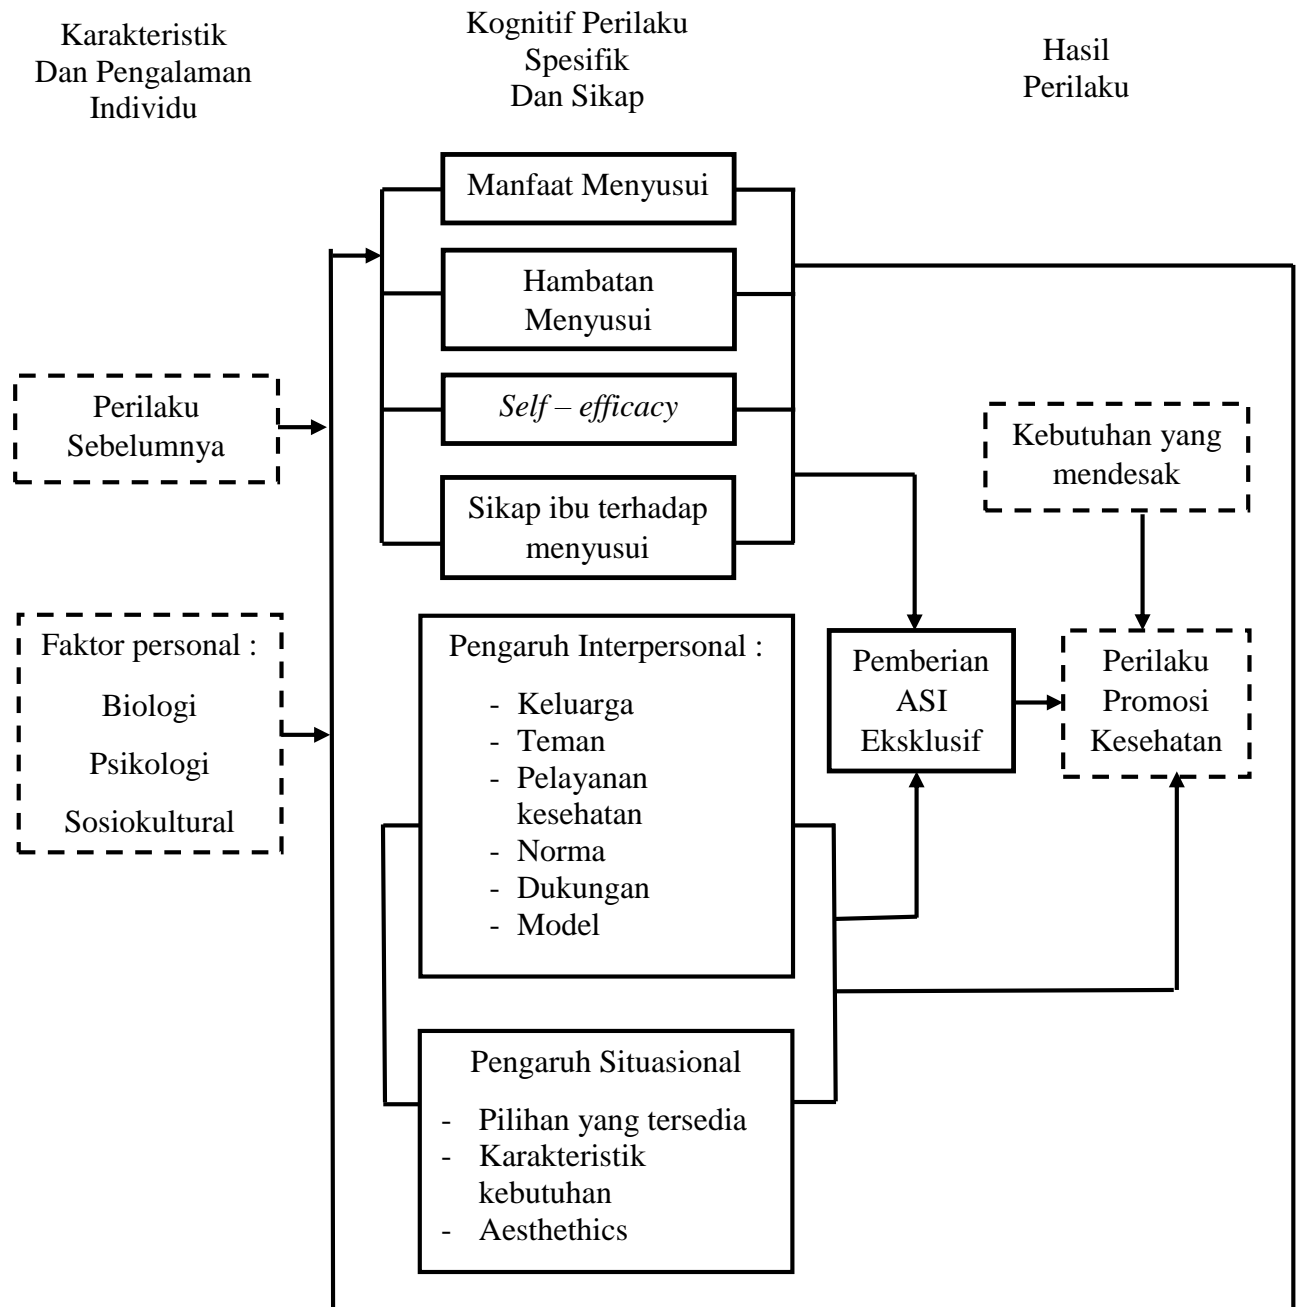 Karakteristik
Dan Pengalaman
Individu
Kognitif Perilaku
Spesifik
Dan Sikap
Hasil
Perilaku
Manfaat Menyusui
Hambatan
Menyusui
Self – efficacy
Sikap ibu terhadap
menyusui
Perilaku
Sebelumnya
Faktor personal :
Biologi
Psikologi
Sosiokultural
Pengaruh Interpersonal :
- Keluarga
- Teman
- Pelayanan
kesehatan
- Norma
- Dukungan
- Model
Pengaruh Situasional
- Pilihan yang tersedia
- Karakteristik
kebutuhan
- Aesthethics
Pemberian
ASI
Eksklusif
Kebutuhan yang
mendesak
Perilaku
Promosi
Kesehatan